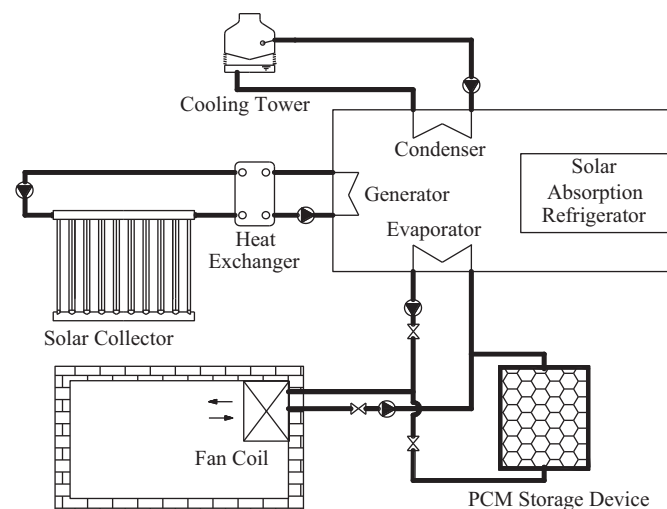 Cooling Tower
Condenser
Solar
Absorption
Refrigerator
Generator
Evaporator
Heat
Exchanger
Solar Collector
Fan Coil
PCM Storage Device